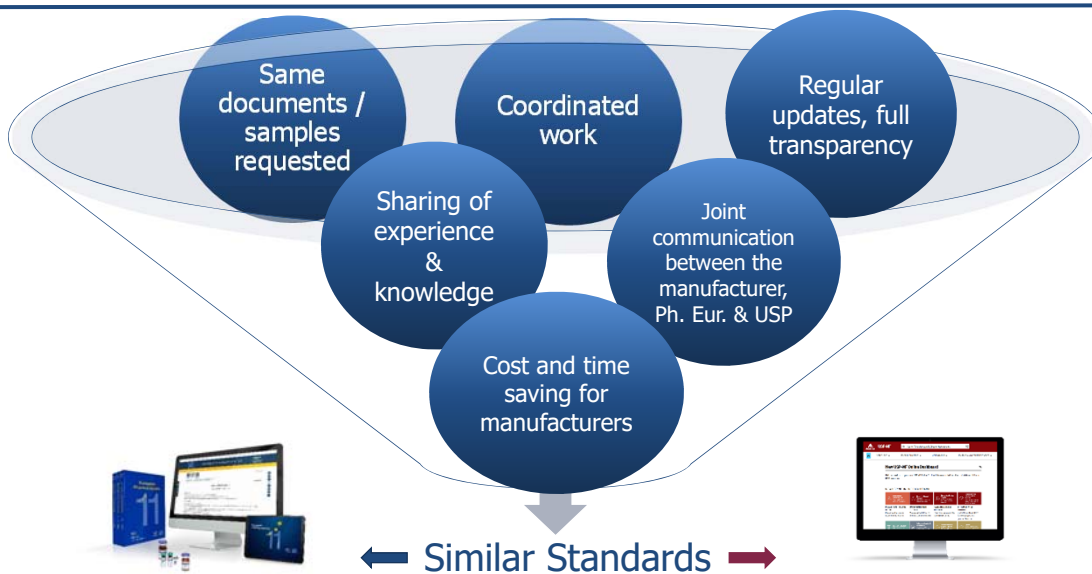 Same
documents /
samples
requested
Coordinated
work
Regular
updates, full
transparency
Sharing of
experience
&
knowledge
Joint
communication
between the
manufacturer,
Ph. Eur. & USP
Cost and time
saving for
manufacturers
11
11
Similar Standards